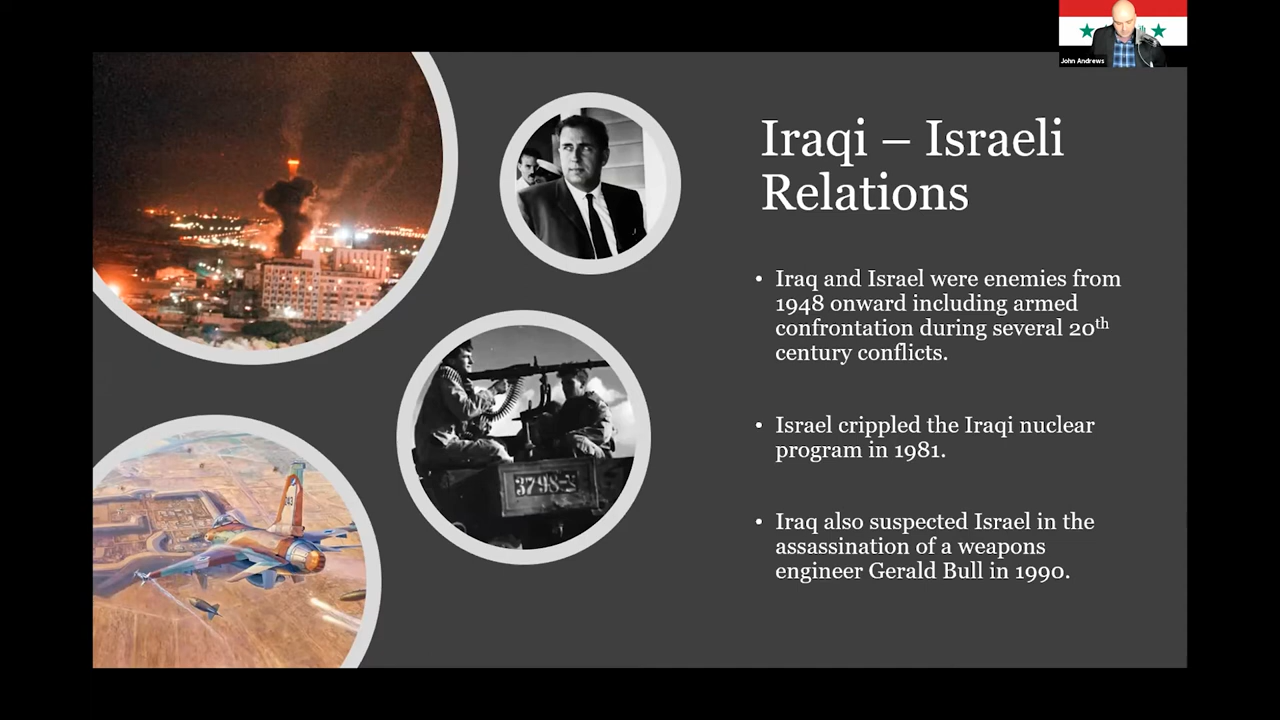 John Andrews
Iraqi – Israeli
Relations
• Iraq and Israel were enemies from
1948 onward including armed
confrontation during several 20th
century conflicts.
• Israel crippled the Iraqi nuclear
program in 1981.
• Iraq also suspected Israel in the
assassination of a weapons
engineer Gerald Bull in 1990.
243